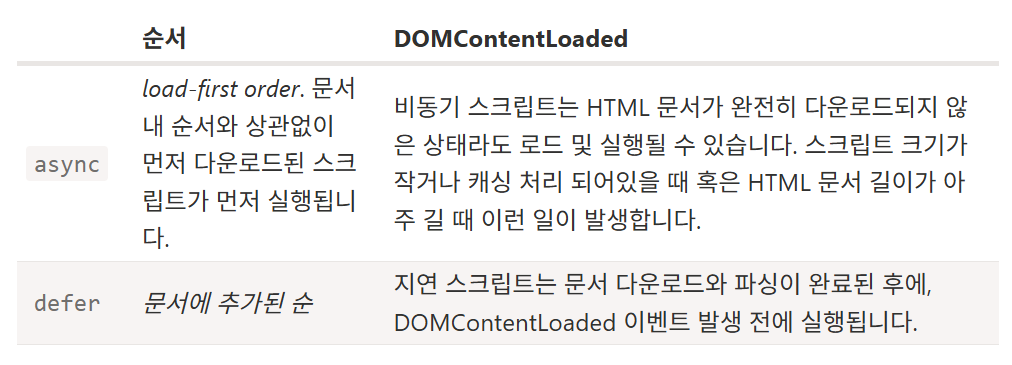 순서 DOMContentLoaded
load-first order. 문서
내 순서와 상관없이
먼저 다운로드된 스크
립트가 먼저 실행됩니
다.
async
비동기 스크립트는 HTML 문서가 완전히 다운로드되지 않
은 상태라도 로드 및 실행될 수 있습니다. 스크립트 크기가
작거나 캐싱 처리 되어있을 때 혹은 HTML 문서 길이가 아
주 길 때 이런 일이 발생합니다.
defer
문서에 추가된 순
지연 스크립트는 문서 다운로드와 파싱이 완료된 후에,
DOMContentLoaded 이벤트 발생 전에 실행됩니다.